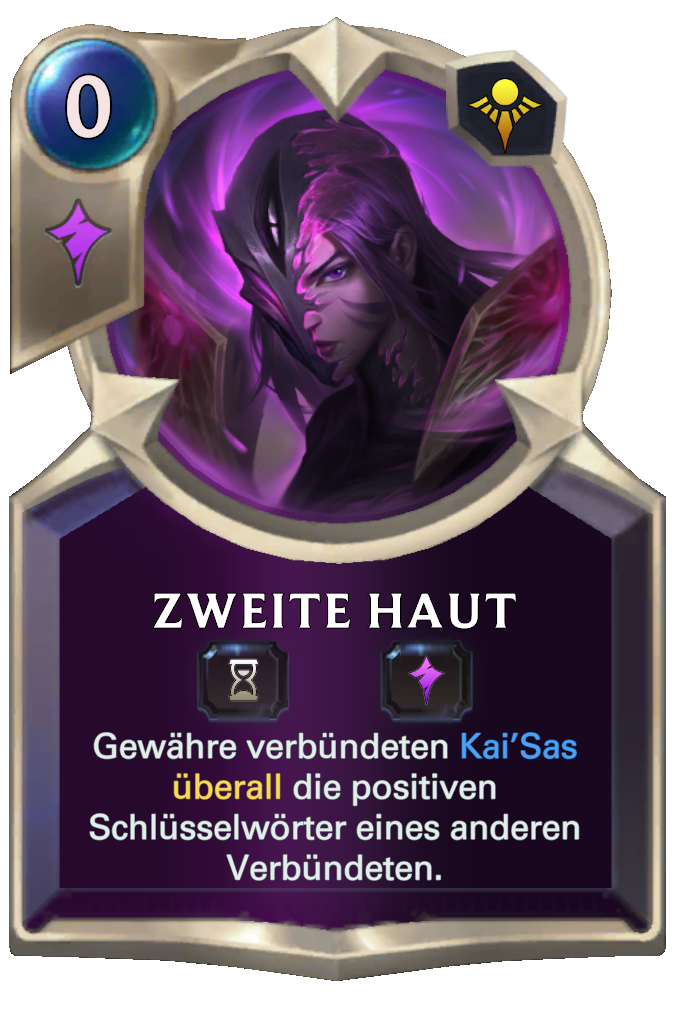 0
ZWEITE HAUT
Gewähre verbündeten Kai'Sas
überall die positiven
Schlüsselwörter eines anderen
Verbündeten.